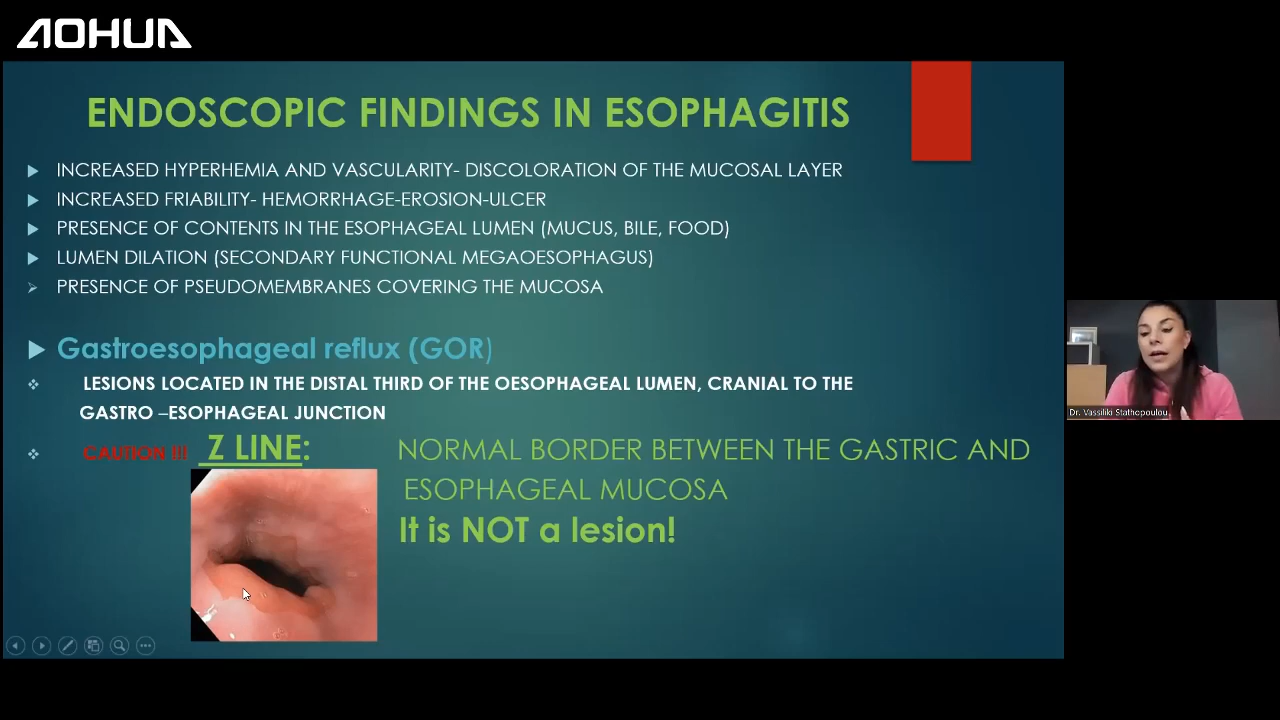 AOHUA
ENDOSCOPIC FINDINGS IN ESOPHAGITIS
INCREASED HYPERHEMIA AND VASCULARITY- DISCOLORATION OF THE MUCOSAL LAYER
INCREASED FRIABILITY- HEMORRHAGE-EROSION-ULCER
PRESENCE OF CONTENTS IN THE ESOPHAGEAL LUMEN (MUCUS, BILE, FOOD)
LUMEN DILATION (SECONDARY FUNCTIONAL MEGAOESOPHAGUS)
PRESENCE OF PSEUDOMEMBRANES COVERING THE MUCOSA
Gastroesophageal reflux (GOR)
LESIONS LOCATED IN THE DISTAL THIRD OF THE OESOPHAGEAL LUMEN, CRANIAL TO THE
GASTRO –ESOPHAGEAL JUNCTION
CAUTION !!! Z LINE: NORMAL BORDER BETWEEN THE GASTRIC AND
ESOPHAGEAL MUCOSA
It is NOT a lesion!
Dr. Vassiliki Stathopoulou